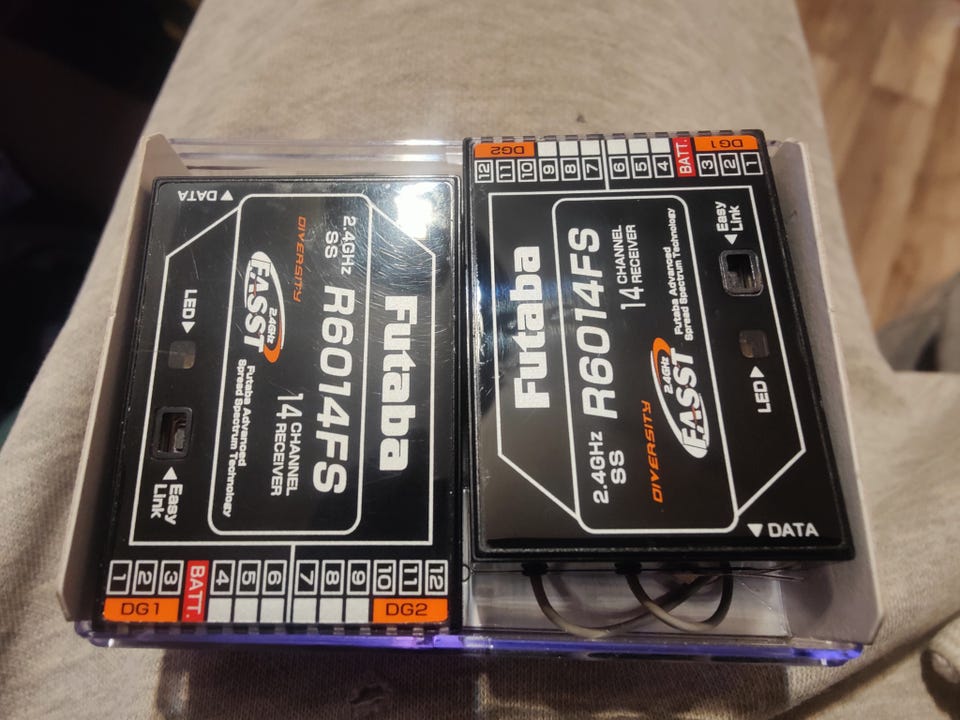 ▼DATA
LED▶
◀Easy
Link
Futaba
2.4GHz
SS
R6014FS
14 CHANNEL
RECEIVER
DIVERSITY
2.4GHz
FASST
Futaba Advanced
Spread Spectrum Technology
1 2 3 BATT. 4 5 6 7 8 9 10 11 12
DG1 DG2
DG2 BATT. DG1
12 11 10 9 8 7 6 5 4 3 2 1
Futaba
2.4GHz
SS
R6014FS
14 CHANNEL
RECEIVER
DIVERSITY
2.4GHz
FASST
Futaba Advanced
Spread Spectrum Technology
◀Easy
Link
LED▶
▼DATA